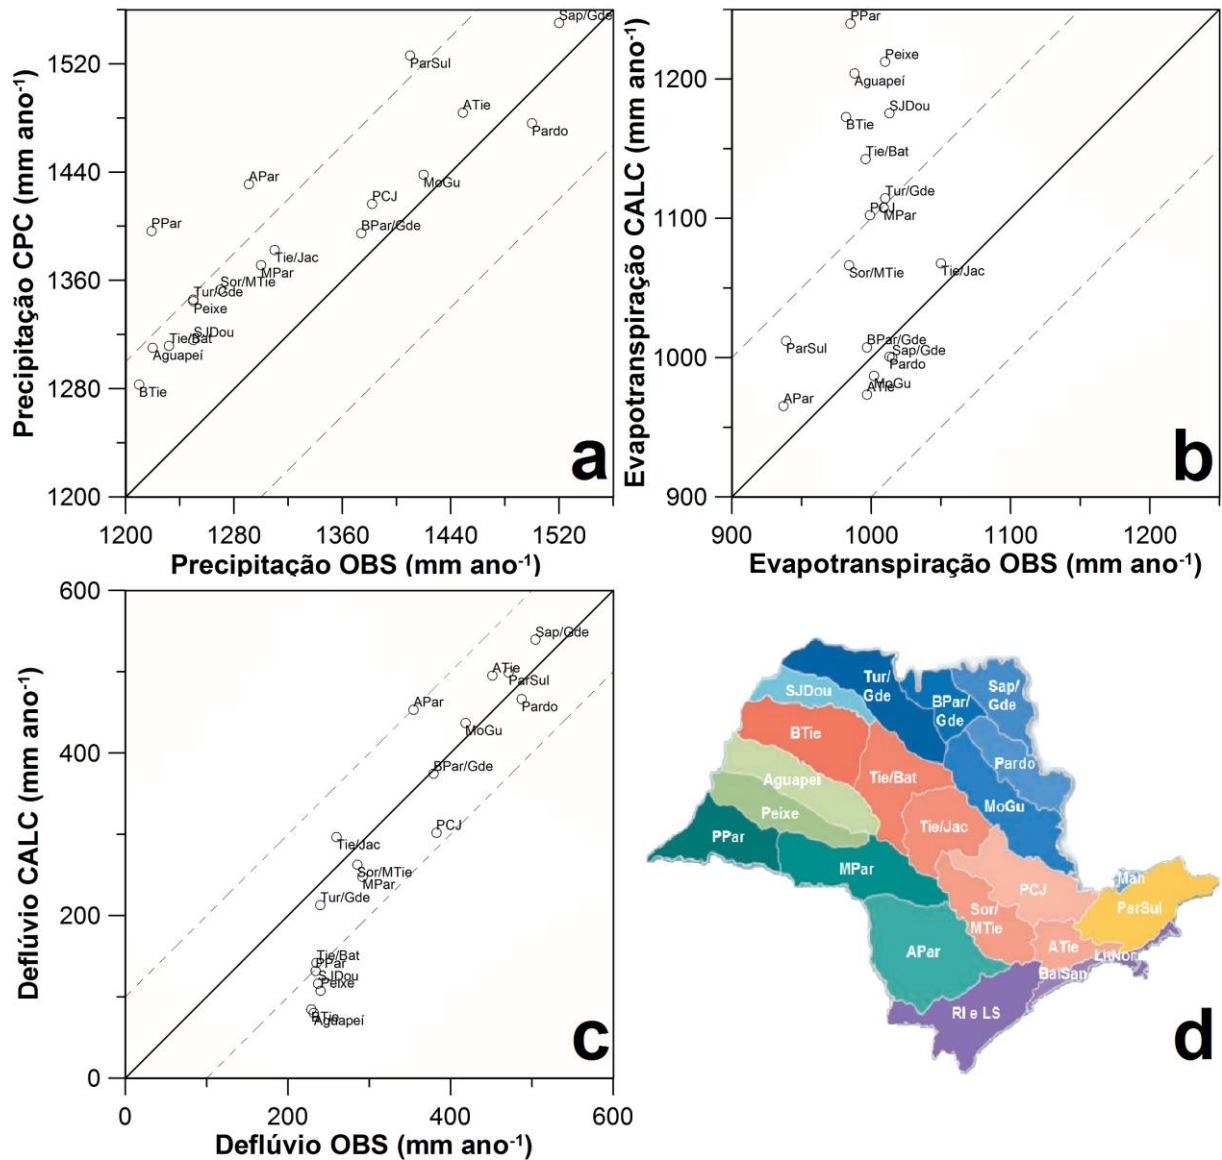 Precipitação CPC (mm ano-1)
1520
1440
1360
1280
1200
Sap/Gde
ParSul
ATie
Pardo
MoGu
APar
PCJ
PPar
BPar/Gde
Tie/Jac
MPar
Sor/MTie
Tur/Gde
Peixe
SJDou
Tie/Bat
Aguapeí
BTie
a
1200
1280
1360
1440
1520
Precipitação OBS (mm ano-1)
Evapotranspiração CALC (mm ano-1)
1200
1100
1000
900
PPar
Peixe
Aguapeí
SJDou
BTie
Tie/Bat
Tur/Gde
PCJ
MPar
Sor/MTie
Tie/Jac
ParSul
BPar/Gde
Sap/Gde
Pardo
MoGu
ATie
APar
b
900
1000
1100
1200
Evapotranspiração OBS (mm ano-1)
Deflúvio CALC (mm ano-1)
600
400
200
0
Sap/Gde
ATie
ParSul
Pardo
APar
MoGu
BPar/Gde
PCJ
Tie/Jac
Sor/MTie
MPar
Tur/Gde
Tie/Bat
PPar
SJDou
Peixe
BTie
Aguapeí
c
0
200
400
600
Deflúvio OBS (mm ano-1)
Tur/
Gde
SJDou
BPar/
Gde
Sap/
Gde
BTie
Pardo
Aguapeí
Tie/Bat
MoGu
Peixe
Tie/Jac
PPar
MPar
PCJ
Man
ParSul
Sor/
MTie
APar
ATie
LitNor
BaiSan
RI e LS
d